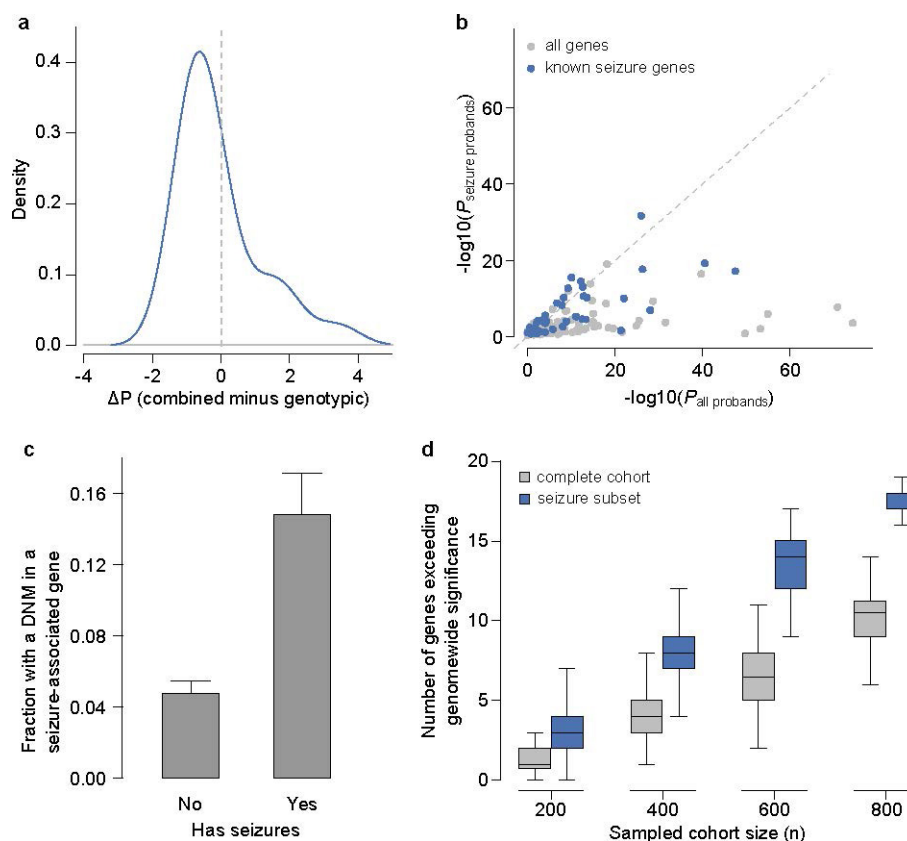 a
0.4
0.3
0.2
0.1
0.0
Density
-4
-2
0
2
4
ΔP (combined minus genotypic)
b
all genes
known seizure genes
60
40
20
0
-log10(Pseizure probands)
0
20
40
60
-log10(Pall probands)
c
0.16
0.12
0.08
0.04
0.00
Fraction with a DNM in a
seizure-associated gene
No
Yes
Has seizures
d
complete cohort
seizure subset
20
15
10
5
0
Number of genes exceeding
genomewide significance
200
400
600
800
Sampled cohort size (n)